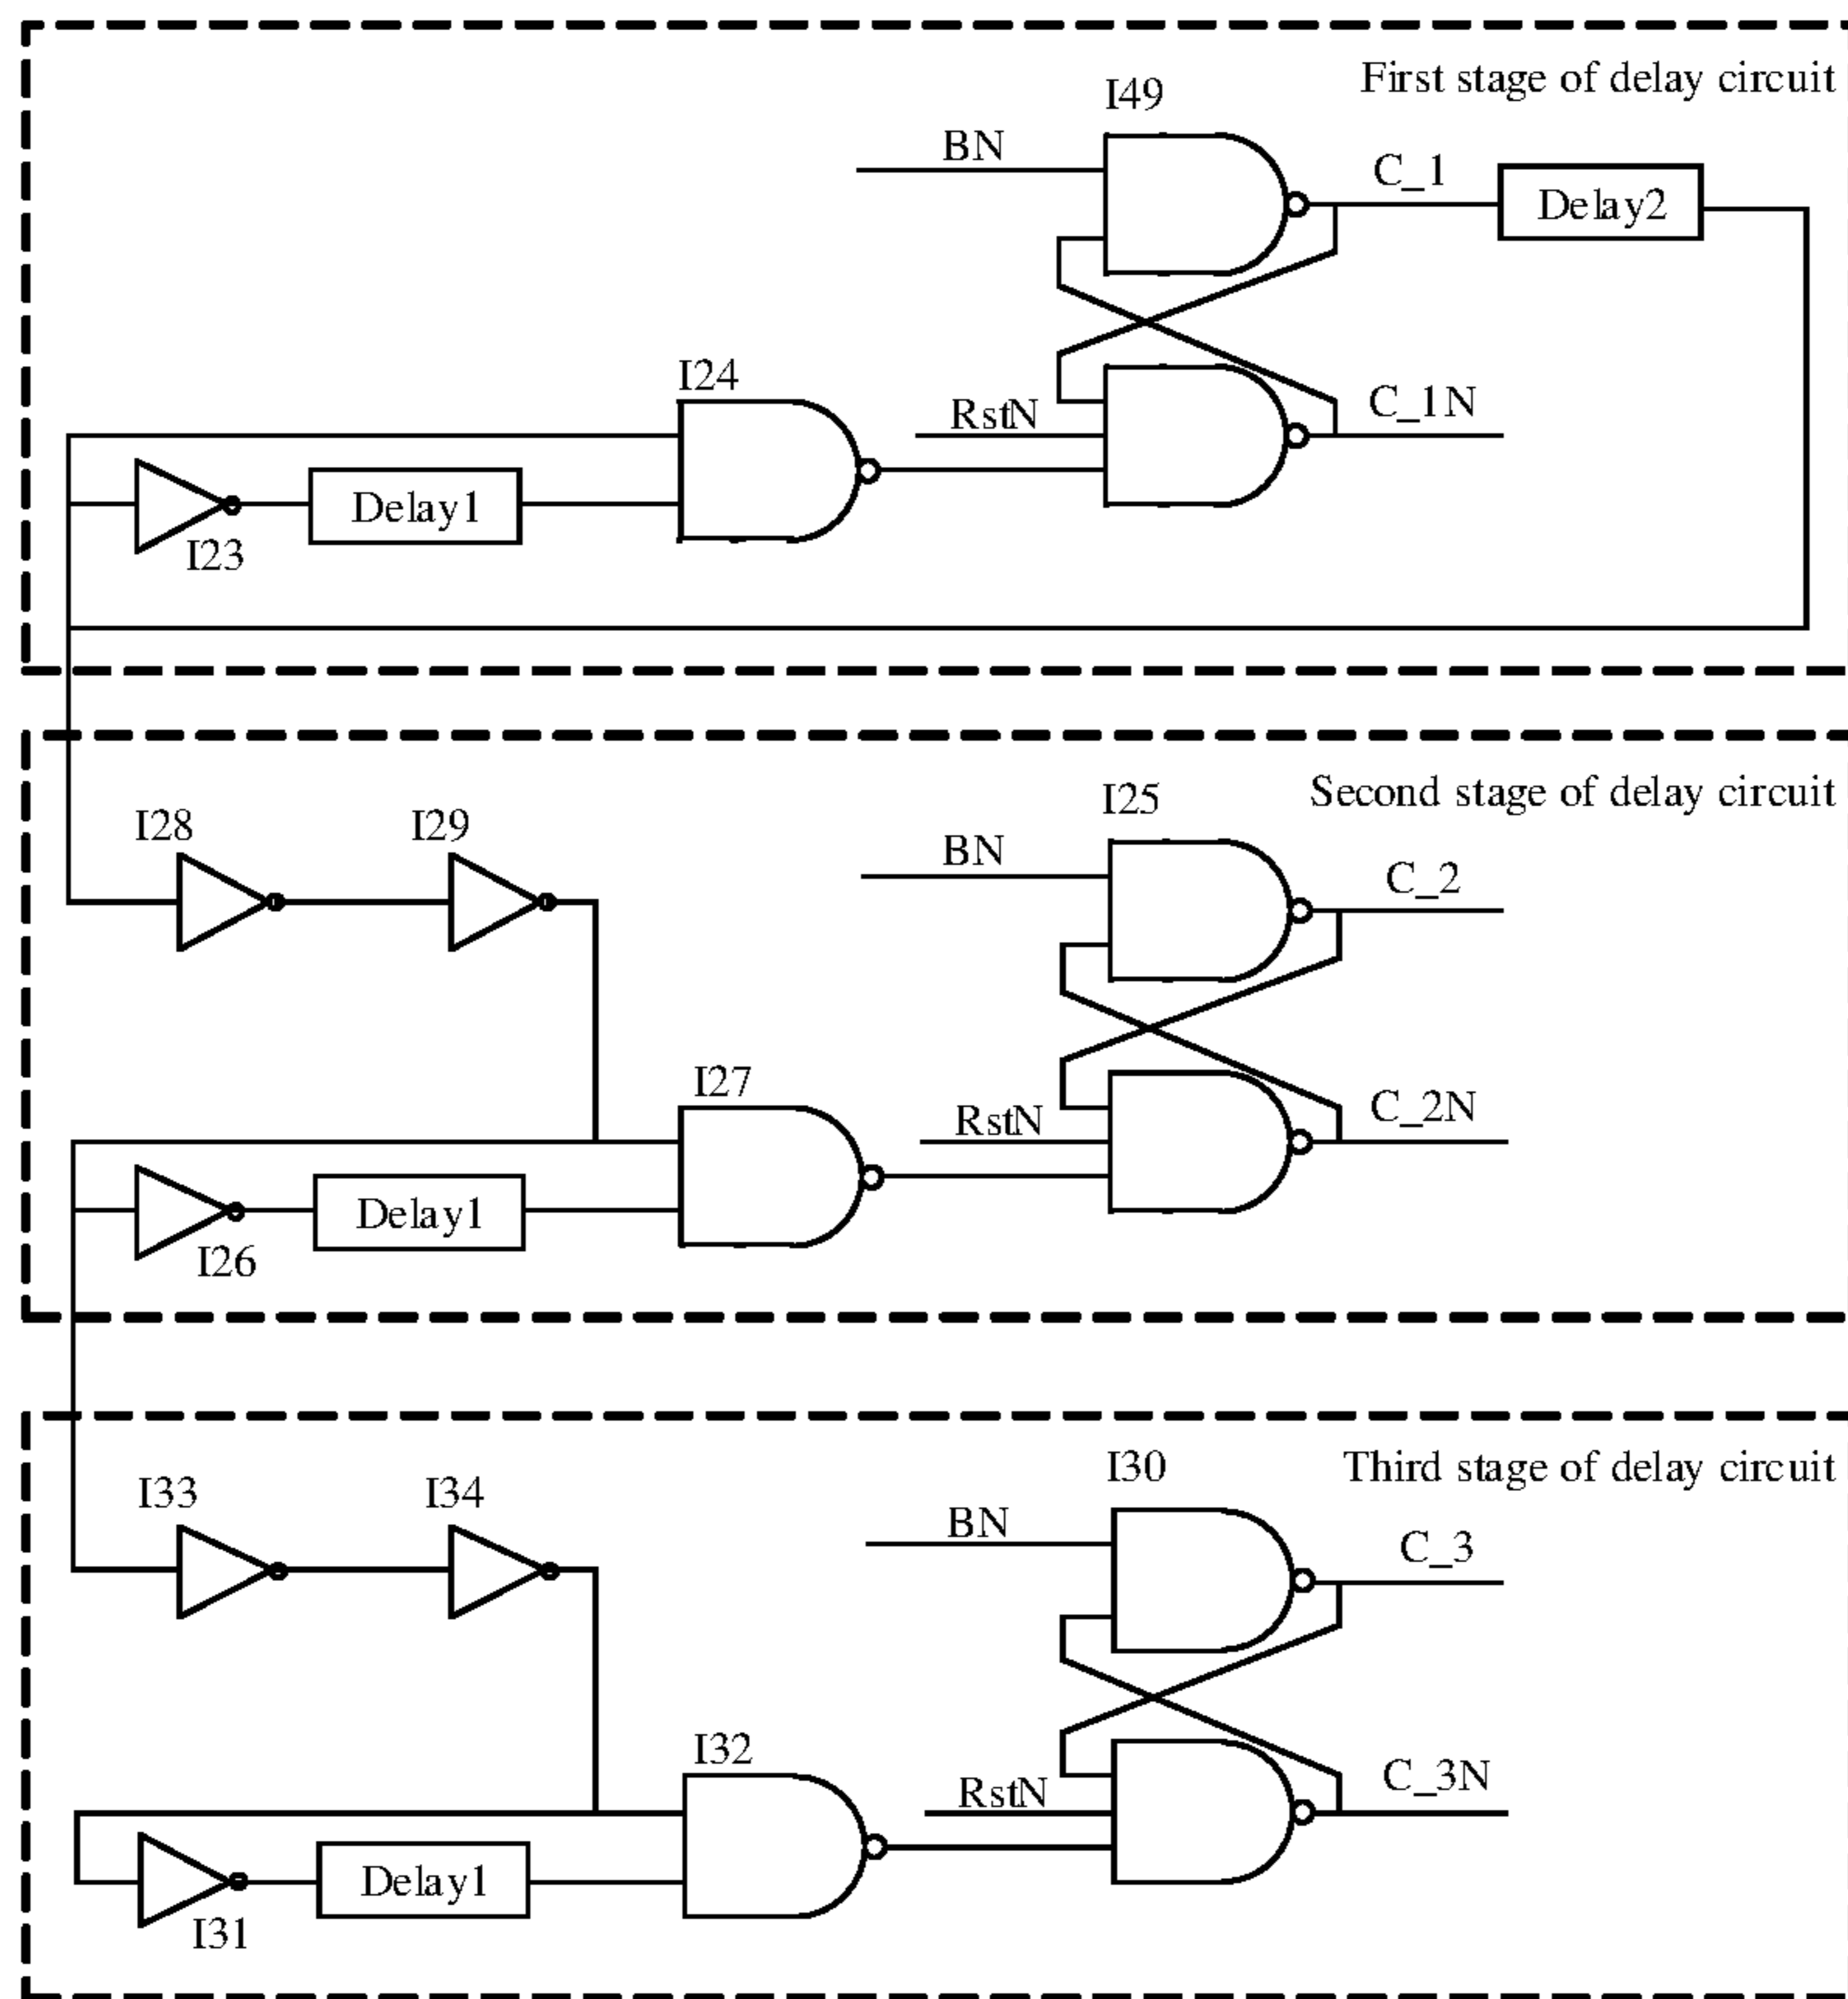 First stage of delay circuit
I49
BN
C_1
Delay2
I24
RstN
C_1N
Delay1
I23
Second stage of delay circuit
I28
I29
I25
BN
C_2
I27
RstN
C_2N
Delay1
I26
Third stage of delay circuit
I33
I34
I30
BN
C_3
I32
RstN
C_3N
Delay1
I31